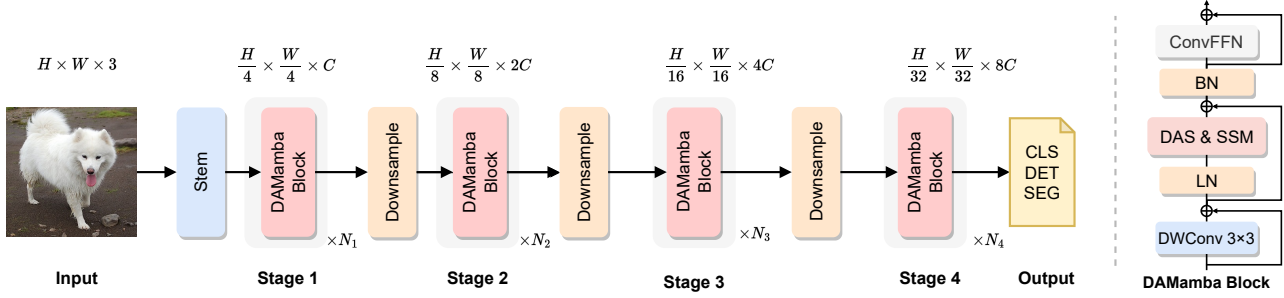 H × W × 3
H/4 × W/4 × C
H/8 × W/8 × 2C
H/16 × W/16 × 4C
H/32 × W/32 × 8C
Stem
DAMamba
Block
×N₁
Downsample
DAMamba
Block
×N₂
Downsample
DAMamba
Block
×N₃
Downsample
DAMamba
Block
×N₄
CLS
DET
SEG
Input
Stage 1
Stage 2
Stage 3
Stage 4
Output
ConvFFN
BN
DAS & SSM
LN
DWConv 3×3
DAMamba Block